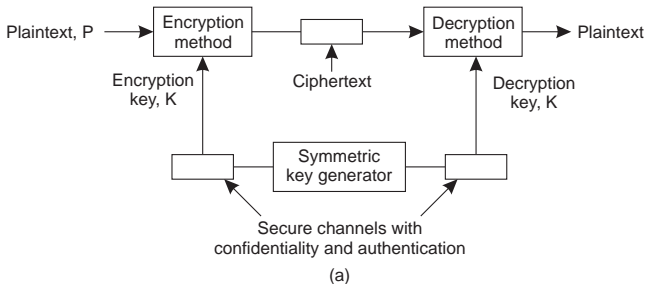 Plaintext, P
Encryption
method
Decryption
method
Plaintext
Encryption
key, K
Ciphertext
Decryption
key, K
Symmetric
key generator
Secure channels with
confidentiality and authentication
(a)